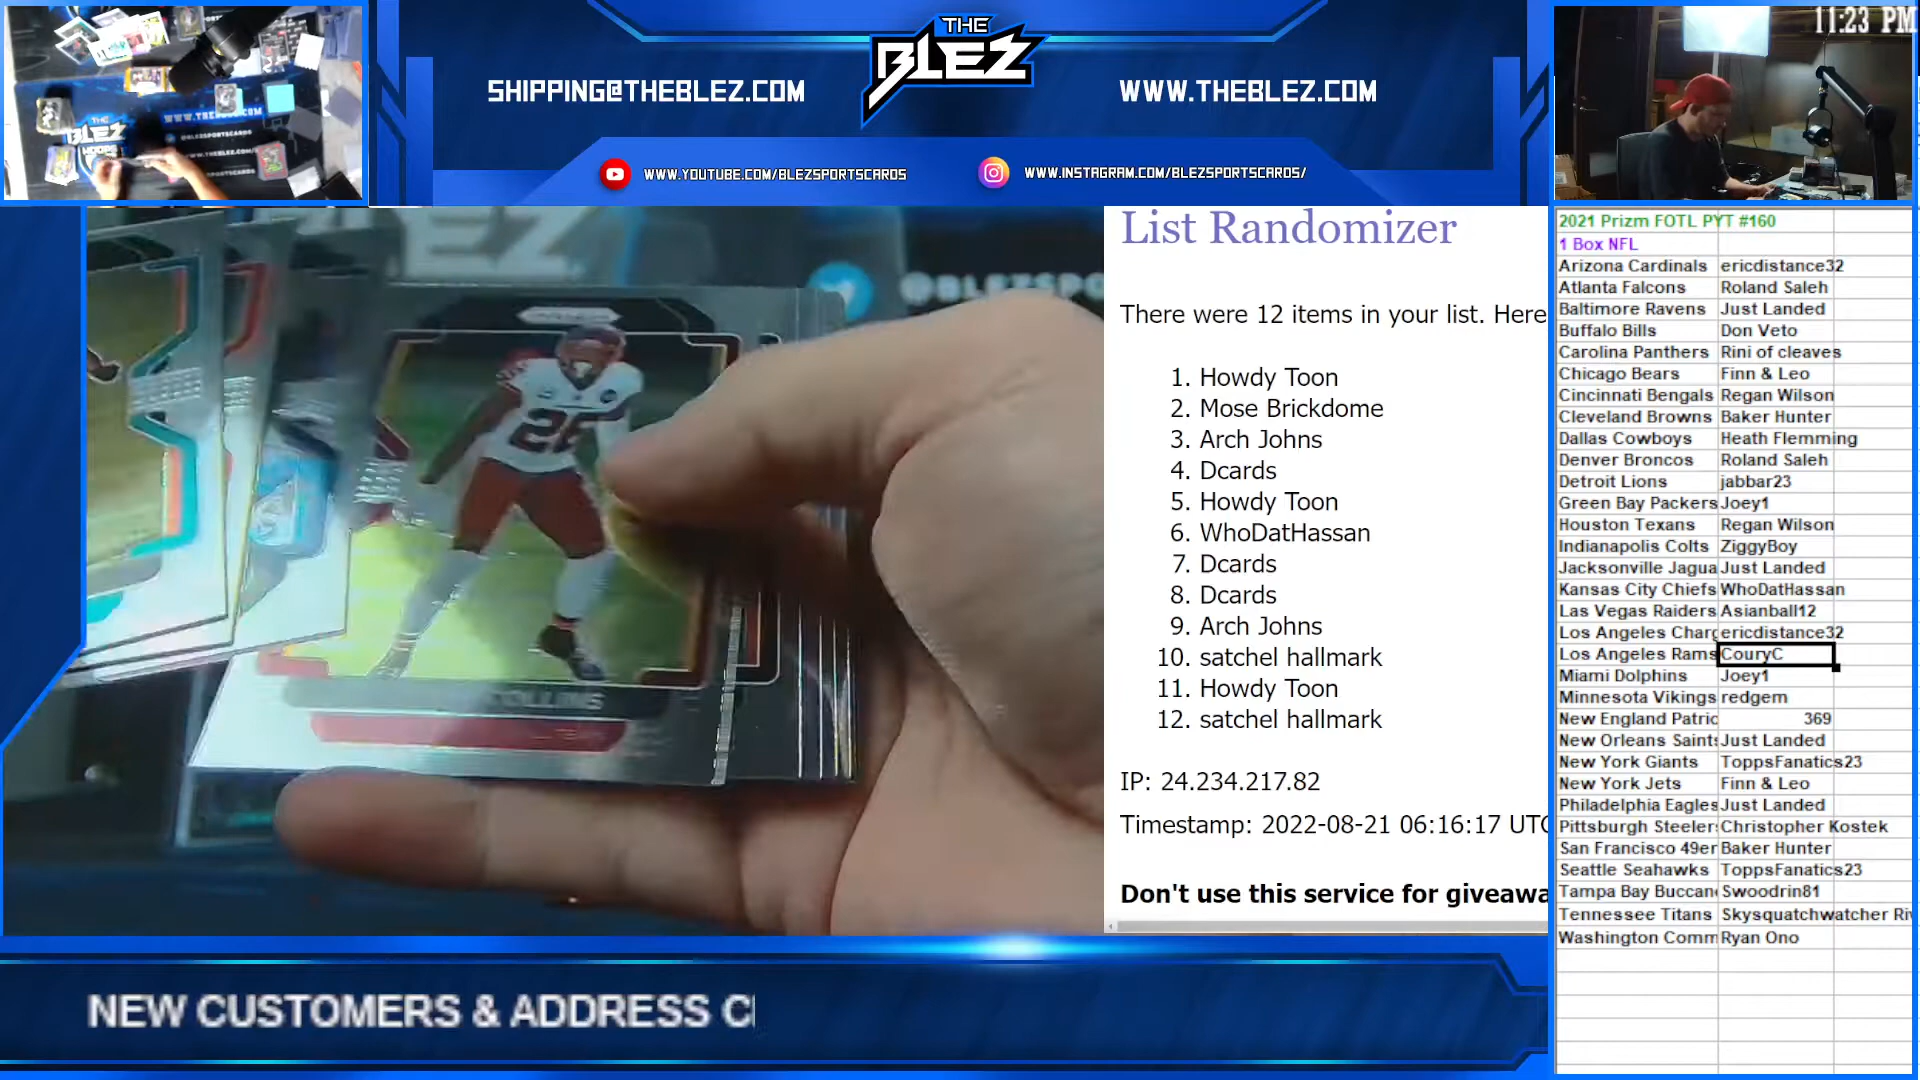 11:23 PM
THE
BLEZ
SHIPPING@THEBLEZ.COM
WWW.THEBLEZ.COM
WWW.YOUTUBE.COM/BLEZSPORTSCARDS
WWW.INSTAGRAM.COM/BLEZSPORTSCARDS/
THE
BLEZ
HOOPS
WWW.THEBLEZ.COM
@BLEZSPORTSCARDS
@BLEZSPO
26
List Randomizer
There were 12 items in your list. Here
1. Howdy Toon
2. Mose Brickdome
3. Arch Johns
4. Dcards
5. Howdy Toon
6. WhoDatHassan
7. Dcards
8. Dcards
9. Arch Johns
10. satchel hallmark
11. Howdy Toon
12. satchel hallmark
IP: 24.234.217.82
Timestamp: 2022-08-21 06:16:17 UTC
Don't use this service for giveawa
2021 Prizm FOTL PYT #160
1 Box NFL
Arizona Cardinals ericdistance32
Atlanta Falcons Roland Saleh
Baltimore Ravens Just Landed
Buffalo Bills Don Veto
Carolina Panthers Rini of cleaves
Chicago Bears Finn & Leo
Cincinnati Bengals Regan Wilson
Cleveland Browns Baker Hunter
Dallas Cowboys Heath Flemming
Denver Broncos Roland Saleh
Detroit Lions jabbar23
Green Bay Packers Joey1
Houston Texans Regan Wilson
Indianapolis Colts ZiggyBoy
Jacksonville Jagua Just Landed
Kansas City Chiefs WhoDatHassan
Las Vegas Raiders Asianball12
Los Angeles Charg ericdistance32
Los Angeles Rams CouryC
Miami Dolphins Joey1
Minnesota Vikings redgem
New England Patric 369
New Orleans Saints Just Landed
New York Giants ToppsFanatics23
New York Jets Finn & Leo
Philadelphia Eagles Just Landed
Pittsburgh Steeler Christopher Kostek
San Francisco 49er Baker Hunter
Seattle Seahawks ToppsFanatics23
Tampa Bay Buccan Swoodrin81
Tennessee Titans Skysquatchwatcher Riv
Washington Comm Ryan Ono
NEW CUSTOMERS & ADDRESS C